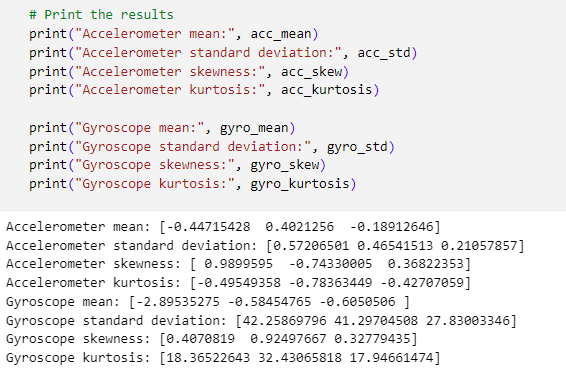 # Print the results
print("Accelerometer mean:", acc_mean)
print("Accelerometer standard deviation:", acc_std)
print("Accelerometer skewness:", acc_skew)
print("Accelerometer kurtosis:", acc_kurtosis)
print("Gyroscope mean:", gyro_mean)
print("Gyroscope standard deviation:", gyro_std)
print("Gyroscope skewness:", gyro_skew)
print("Gyroscope kurtosis:", gyro_kurtosis)
Accelerometer mean: [-0.44715428  0.4021256  -0.18912646]
Accelerometer standard deviation: [0.57206501 0.46541513 0.21057857]
Accelerometer skewness: [ 0.9899595  -0.74330005  0.36822353]
Accelerometer kurtosis: [-0.49549358 -0.78363449 -0.42707059]
Gyroscope mean: [-2.89535275 -0.58454765 -0.6050506 ]
Gyroscope standard deviation: [42.25869796 41.29704508 27.83003346]
Gyroscope skewness: [0.4070819  0.92497667 0.32779435]
Gyroscope kurtosis: [18.36522643 32.43065818 17.94661474]